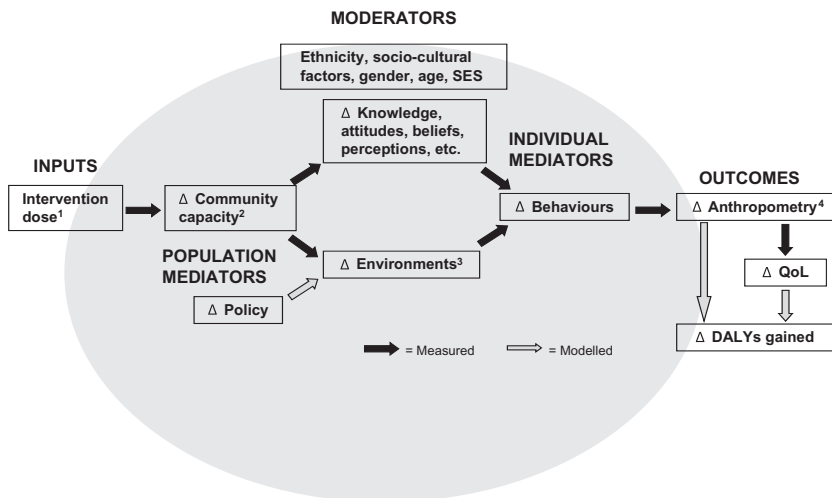 MODERATORS
Ethnicity, socio-cultural
factors, gender, age, SES
Δ Knowledge,
attitudes, beliefs,
perceptions, etc.
INDIVIDUAL
MEDIATORS
INPUTS
OUTCOMES
Intervention
dose¹
Δ Community
capacity²
Δ Behaviours
Δ Anthropometry⁴
POPULATION
MEDIATORS
Δ Environments³
Δ QoL
Δ Policy
Δ DALYs gained
= Measured
= Modelled